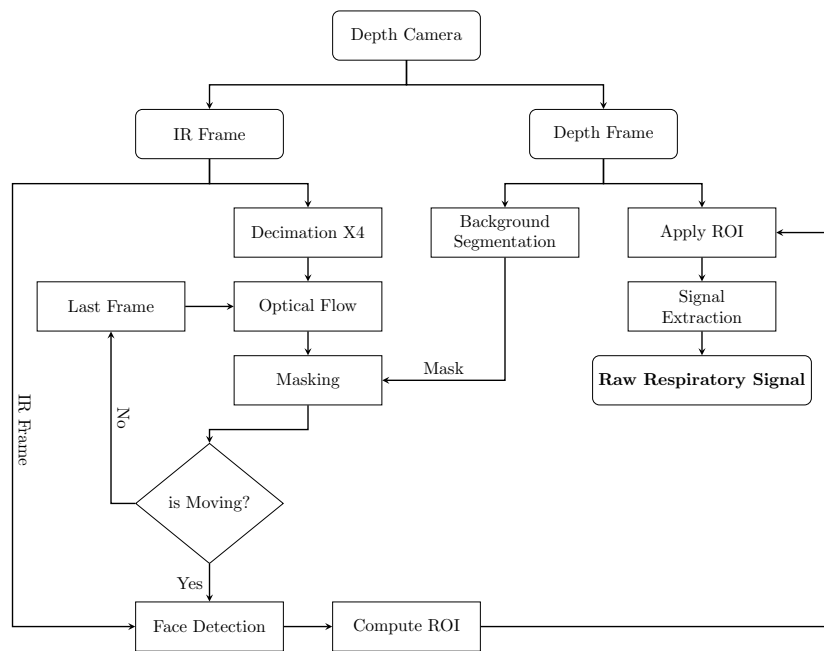 Depth Camera
IR Frame
Depth Frame
Decimation X4
Background
Segmentation
Apply ROI
Last Frame
Optical Flow
Signal
Extraction
Masking
Mask
Raw Respiratory Signal
IR Frame
No
is Moving?
Yes
Face Detection
Compute ROI